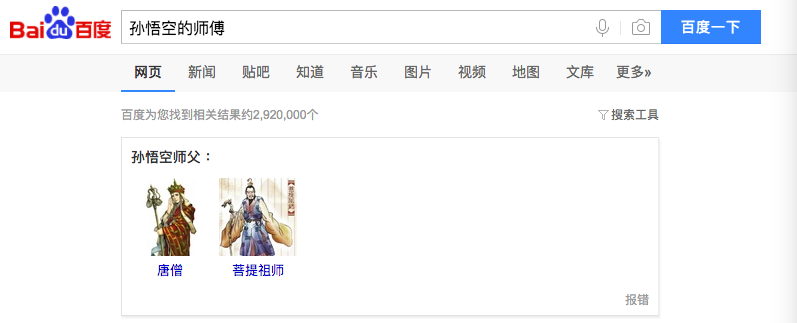 Bai du 百度
孙悟空的师傅
百度一下
网页 新闻 贴吧 知道 音乐 图片 视频 地图 文库 更多»
百度为您找到相关结果约2,920,000个
搜索工具
孙悟空师父：
唐僧 菩提祖师
报错